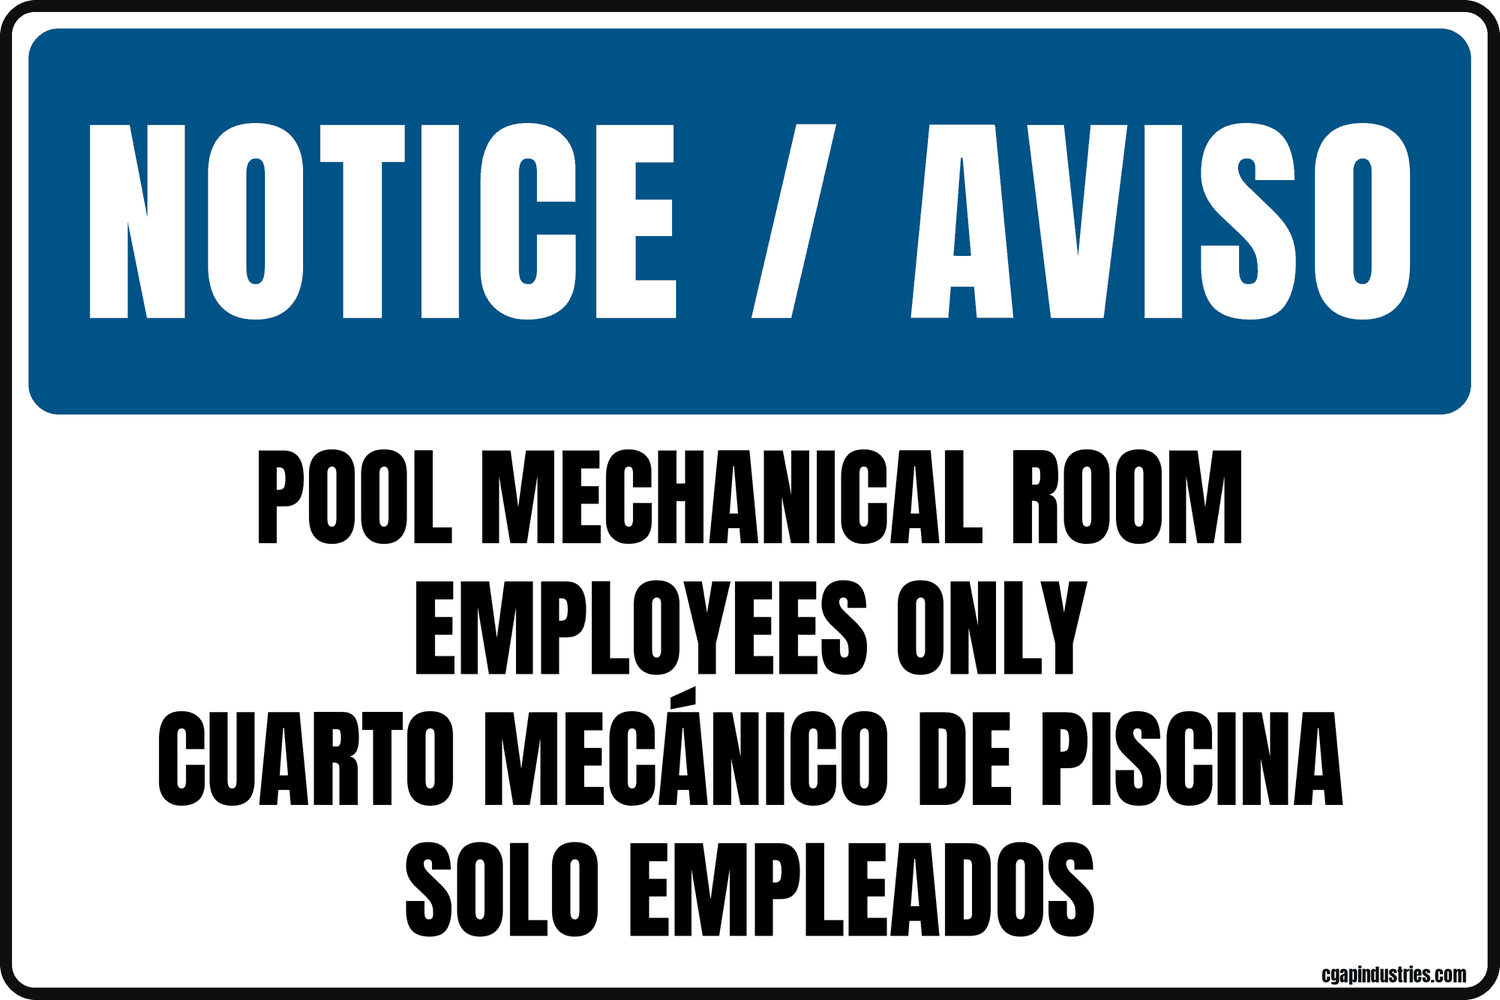 NOTICE / AVISO
POOL MECHANICAL ROOM
EMPLOYEES ONLY
CUARTO MECÁNICO DE PISCINA
SOLO EMPLEADOS
cgapindustries.com